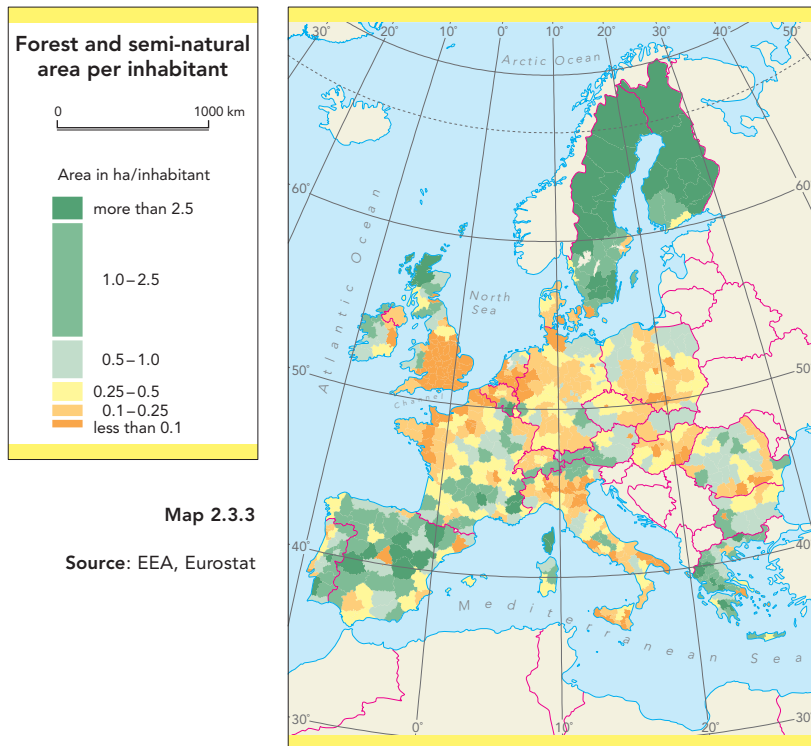 Forest and semi-natural
area per inhabitant
0 1000 km
Area in ha/inhabitant
more than 2.5
1.0–2.5
0.5–1.0
0.25–0.5
0.1–0.25
less than 0.1
Map 2.3.3
Source: EEA, Eurostat
30° 20° 10° 0° 10° 20° 30° 40° 50°
Arctic Ocean
60° 60°
Atlantic Ocean
North
Sea
50° 50°
Channel
40° 40°
Mediterranean Sea
30° 0° 10° 20° 30°